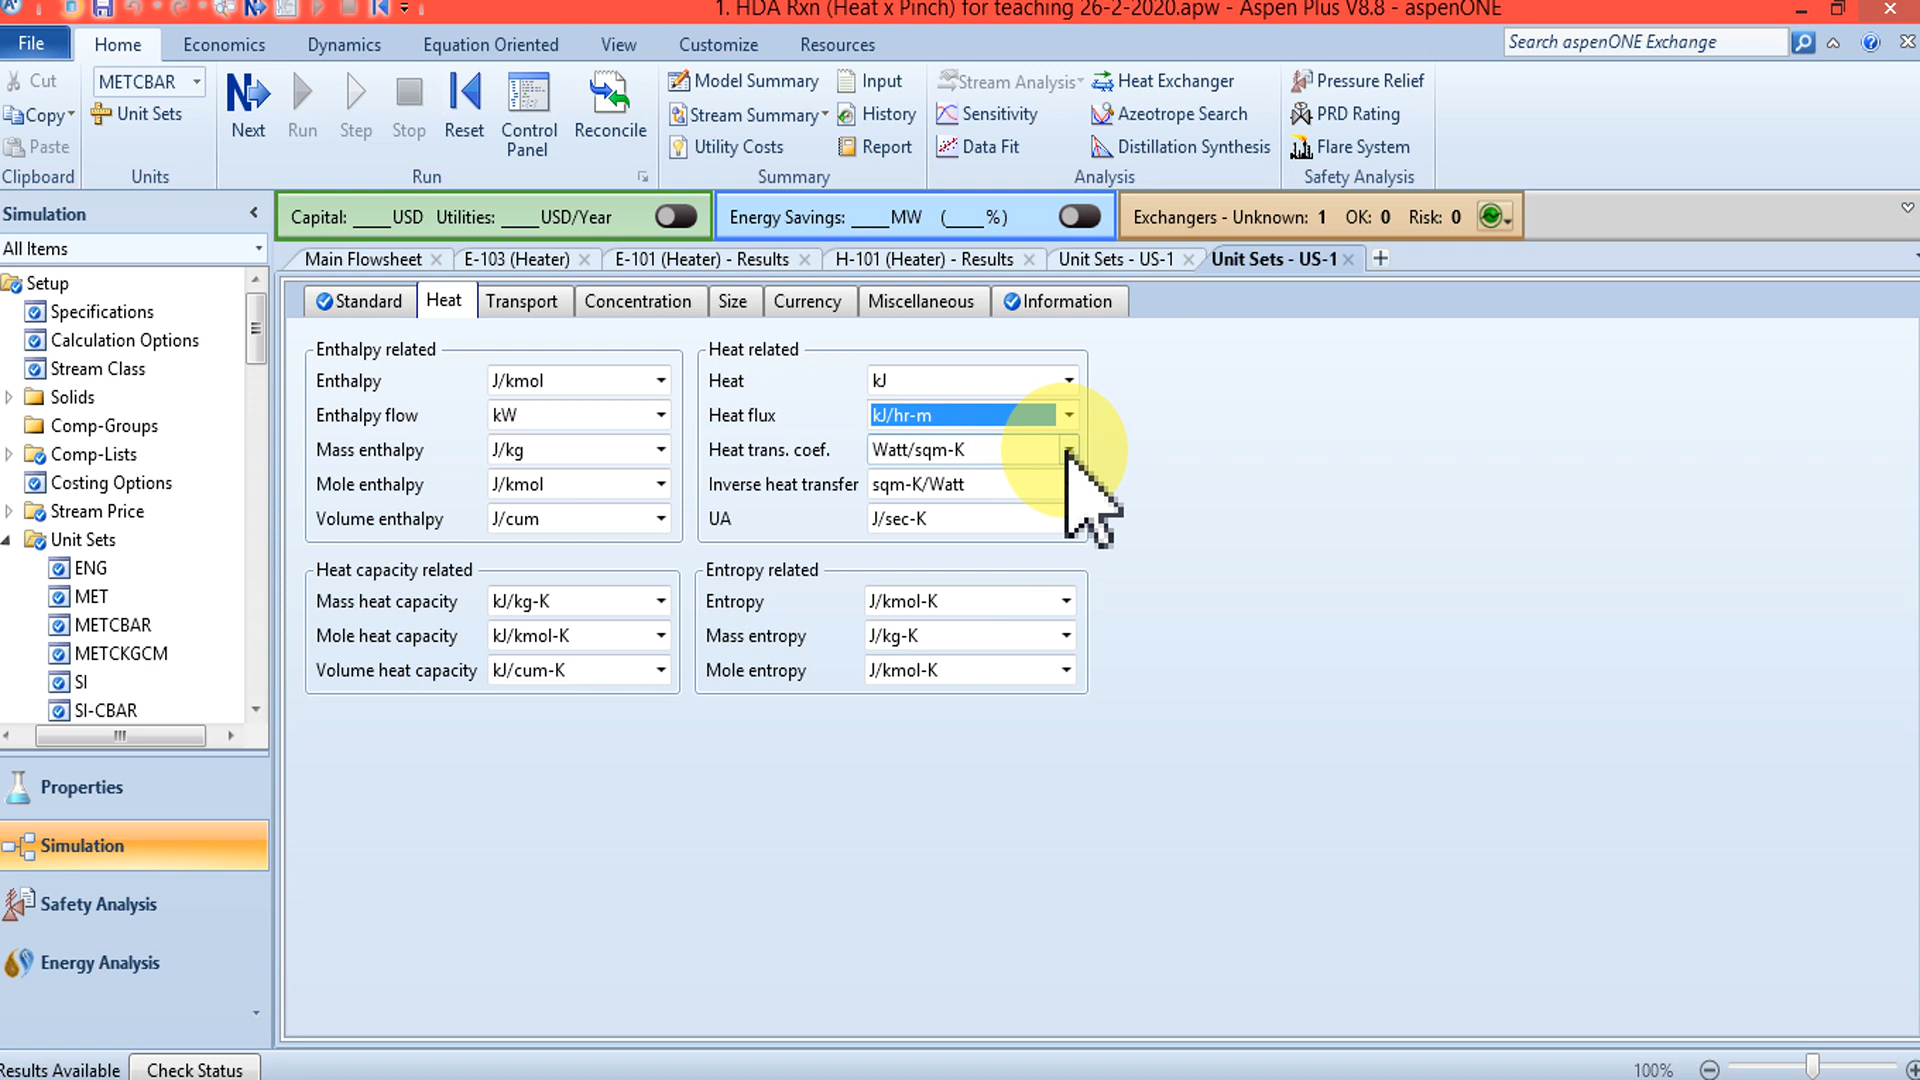 1. HDA Rxn (Heat x Pinch) for teaching 26-2-2020.apw - Aspen Plus V8.8 - aspenONE
File
Home
Economics
Dynamics
Equation Oriented
View
Customize
Resources
Search aspenONE Exchange
Cut
Copy
Paste
Clipboard
METCBAR
Unit Sets
Units
Next
Run
Step
Stop
Reset
Control
Panel
Reconcile
Run
Model Summary
Stream Summary
Utility Costs
Input
History
Report
Summary
Stream Analysis
Sensitivity
Data Fit
Heat Exchanger
Azeotrope Search
Distillation Synthesis
Analysis
Pressure Relief
PRD Rating
Flare System
Safety Analysis
Capital: ____USD Utilities: ____USD/Year
Energy Savings: ____MW (____%)
Exchangers - Unknown: 1 OK: 0 Risk: 0
Simulation
All Items
Setup
Specifications
Calculation Options
Stream Class
Solids
Comp-Groups
Comp-Lists
Costing Options
Stream Price
Unit Sets
ENG
MET
METCBAR
METCKGCM
SI
SI-CBAR
Properties
Simulation
Safety Analysis
Energy Analysis
Main Flowsheet
E-103 (Heater)
E-101 (Heater) - Results
H-101 (Heater) - Results
Unit Sets - US-1
Unit Sets - US-1
Standard
Heat
Transport
Concentration
Size
Currency
Miscellaneous
Information
Enthalpy related
Enthalpy J/kmol
Enthalpy flow kW
Mass enthalpy J/kg
Mole enthalpy J/kmol
Volume enthalpy J/cum
Heat related
Heat kJ
Heat flux kJ/hr-m
Heat trans. coef. Watt/sqm-K
Inverse heat transfer sqm-K/Watt
UA J/sec-K
Heat capacity related
Mass heat capacity kJ/kg-K
Mole heat capacity kJ/kmol-K
Volume heat capacity kJ/cum-K
Entropy related
Entropy J/kmol-K
Mass entropy J/kg-K
Mole entropy J/kmol-K
Results Available
Check Status
100%